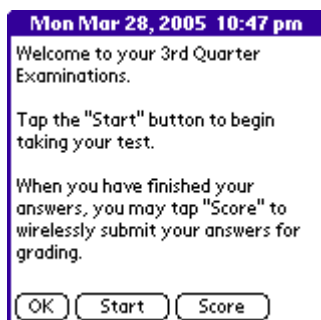 Mon Mar 28, 2005 10:47 pm
Welcome to your 3rd Quarter
Examinations.
Tap the "Start" button to begin
taking your test.
When you have finished your
answers, you may tap "Score" to
wirelessly submit your answers for
grading.
OK Start Score